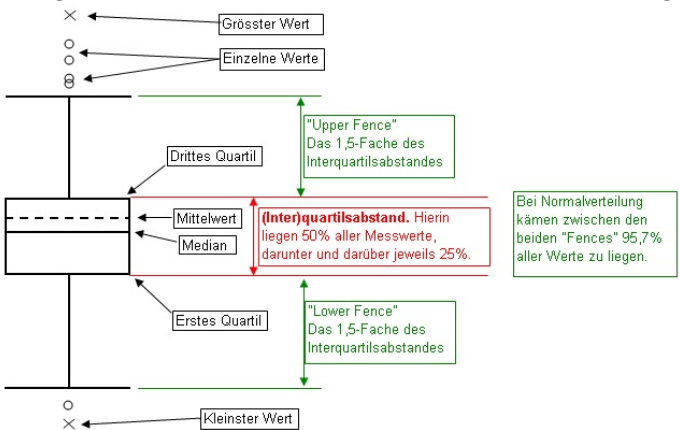 Grösster Wert
Einzelne Werte
"Upper Fence"
Das 1,5-Fache des
Interquartilsabstandes
Drittes Quartil
Mittelwert
Median
(Inter)quartilsabstand. Hierin
liegen 50% aller Messwerte,
darunter und darüber jeweils 25%.
Bei Normalverteilung
kämen zwischen den
beiden "Fences" 95,7%
aller Werte zu liegen.
Erstes Quartil
"Lower Fence"
Das 1,5-Fache des
Interquartilsabstandes
Kleinster Wert